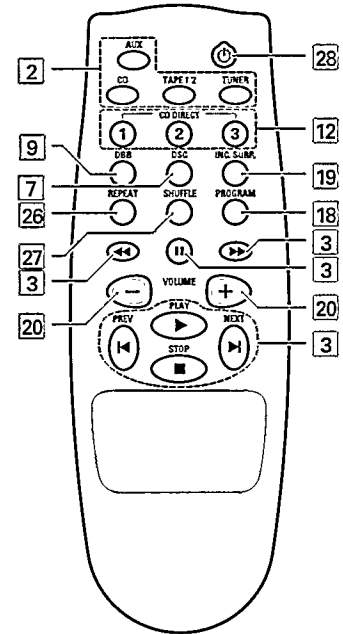 AUX
2
28
CD TAPE 1 2 TUNER
CD DIRECT
1 2 3
12
9
DBB DSC INC. SURR.
7
19
26
REPEAT SHUFFLE PROGRAM
18
27
3
3
3
VOLUME
20
20
PLAY
PREV NEXT
3
STOP